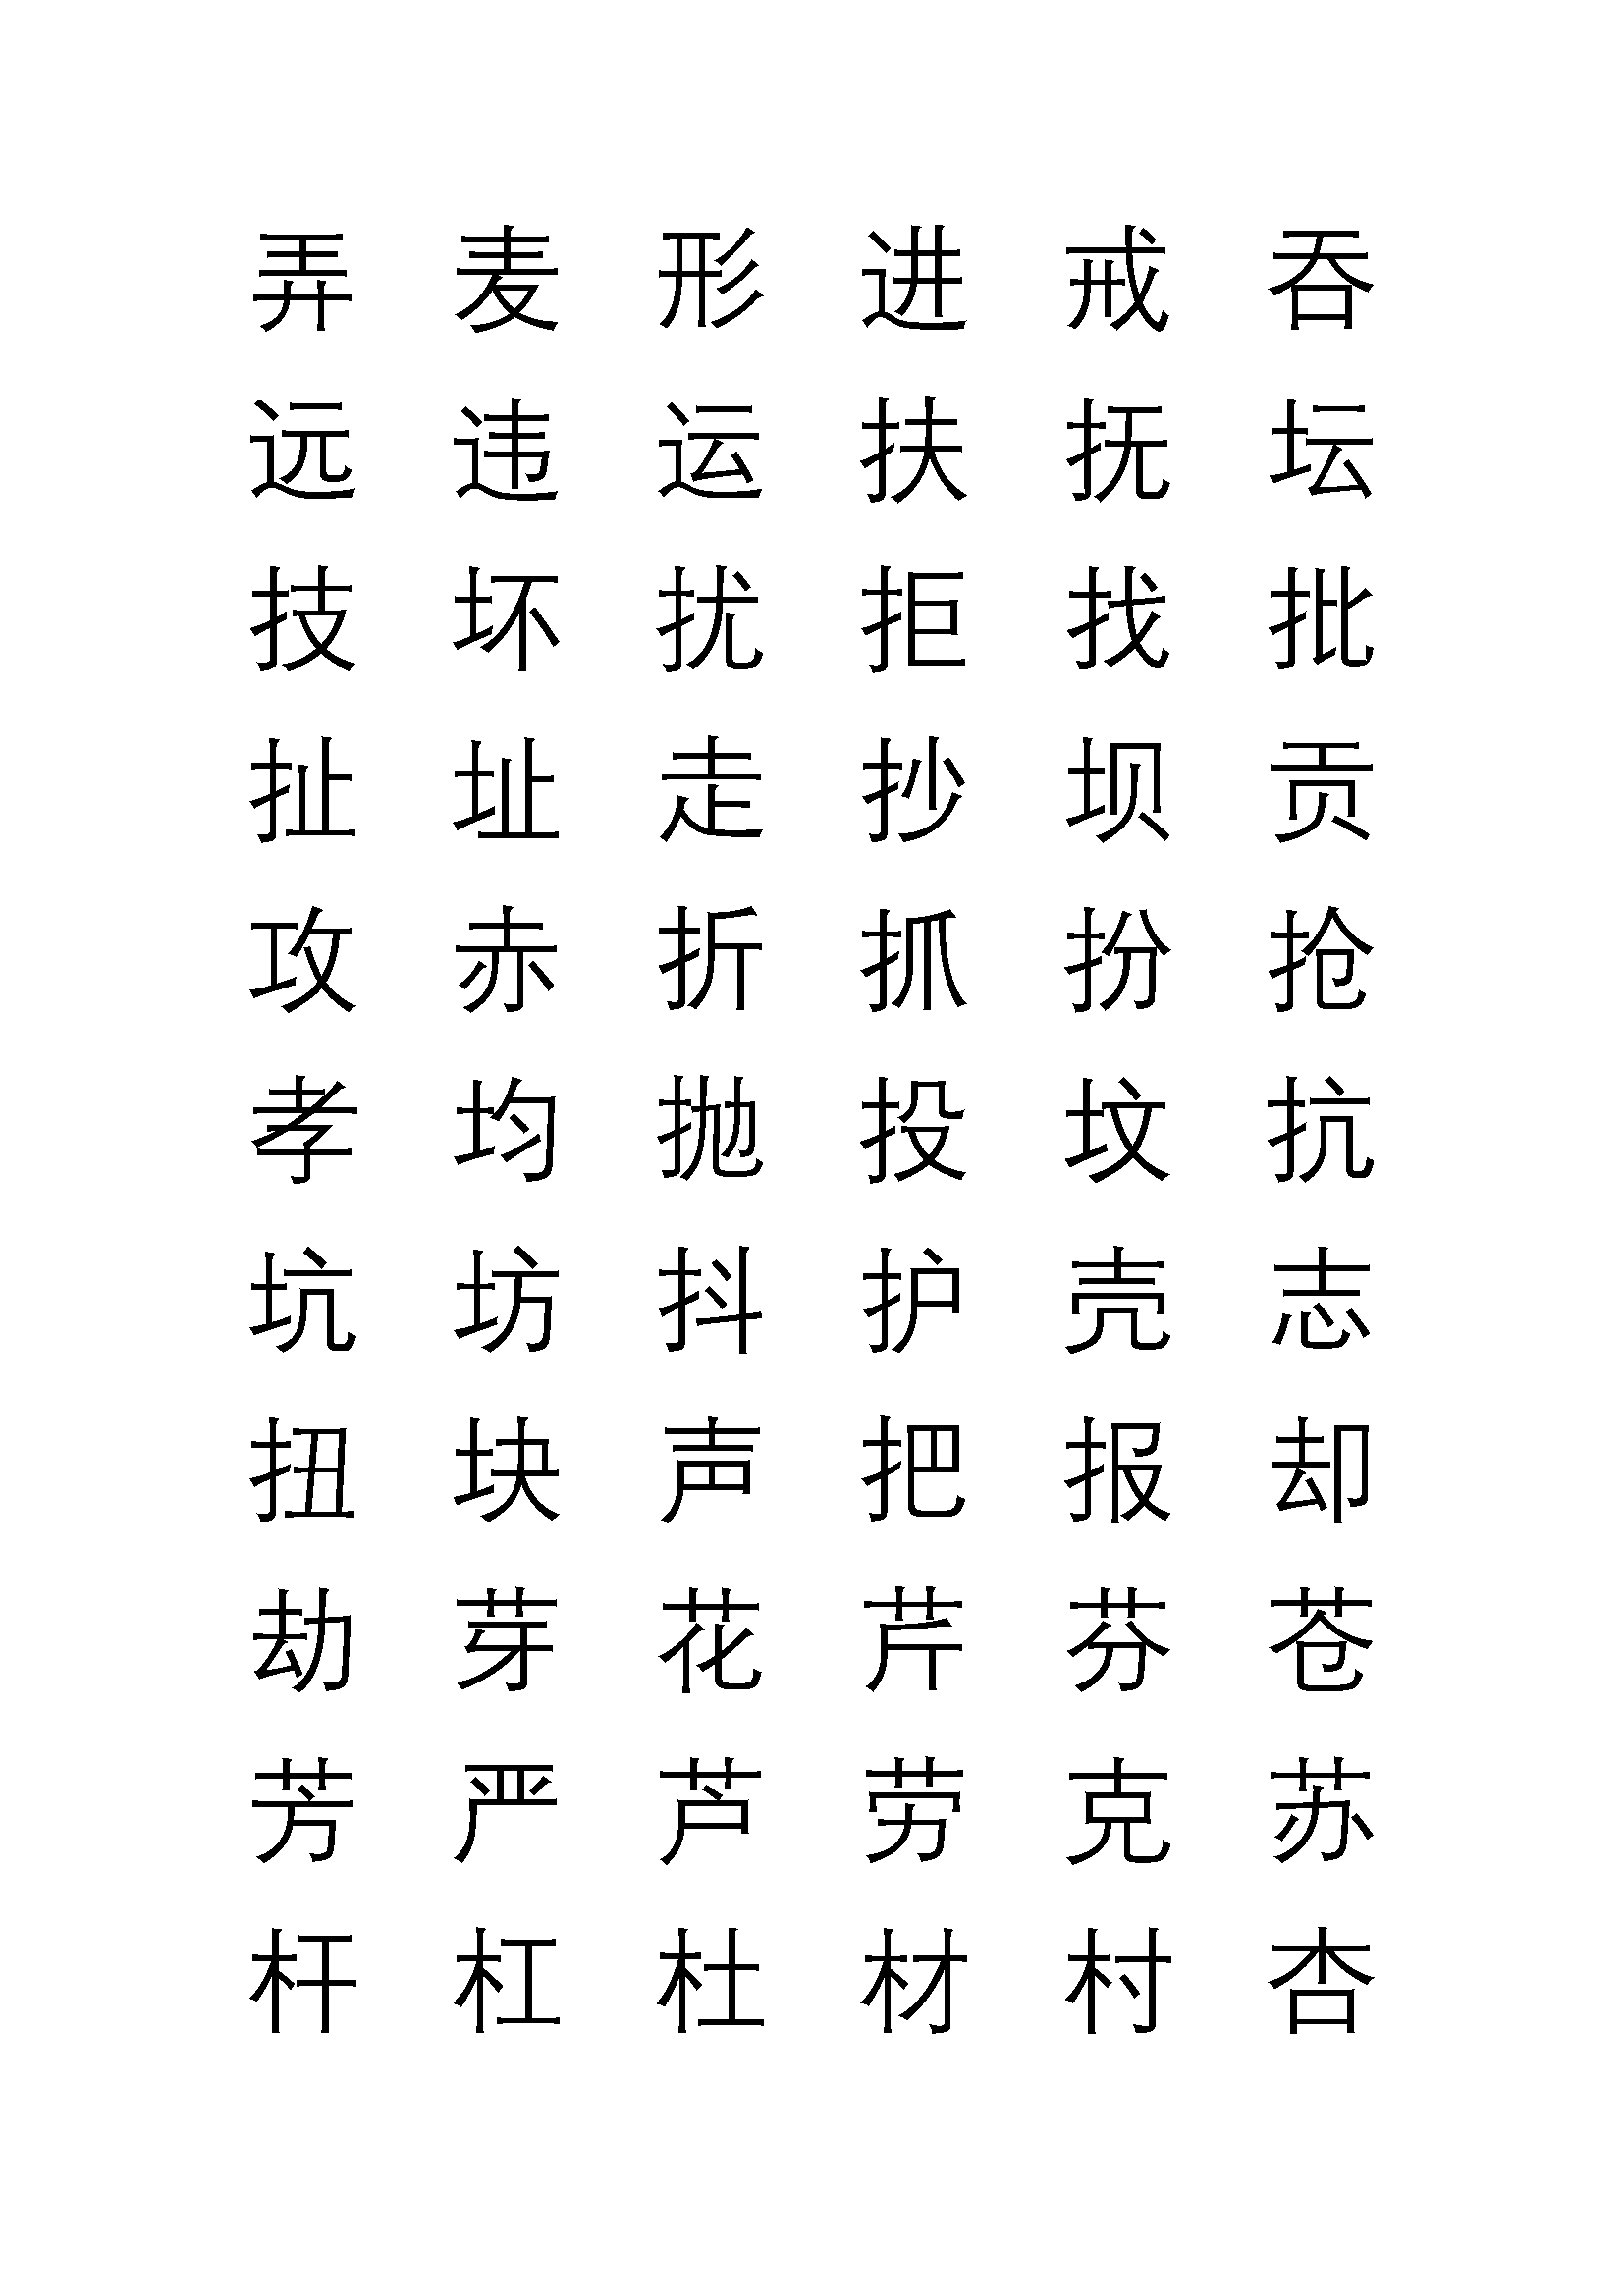 弄 麦 形 进 戒 吞
远 违 运 扶 抚 坛
技 坏 扰 拒 找 批
扯 址 走 抄 坝 贡
攻 赤 折 抓 扮 抢
孝 均 抛 投 坟 抗
坑 坊 抖 护 壳 志
扭 块 声 把 报 却
劫 芽 花 芹 芬 苍
芳 严 芦 劳 克 苏
杆 杠 杜 材 村 杏